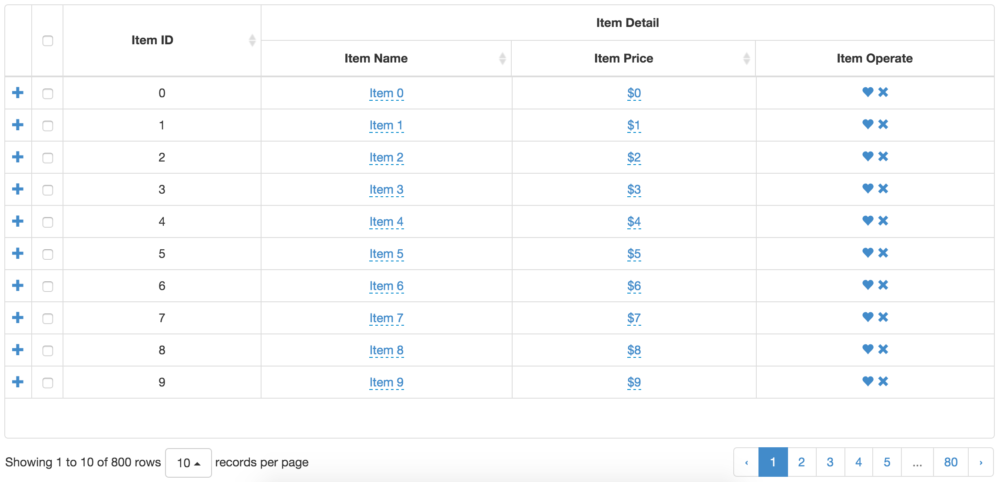 Item ID
Item Detail
Item Name Item Price Item Operate
0 Item 0 $0
1 Item 1 $1
2 Item 2 $2
3 Item 3 $3
4 Item 4 $4
5 Item 5 $5
6 Item 6 $6
7 Item 7 $7
8 Item 8 $8
9 Item 9 $9
Showing 1 to 10 of 800 rows 10 records per page ‹ 1 2 3 4 5 ... 80 ›